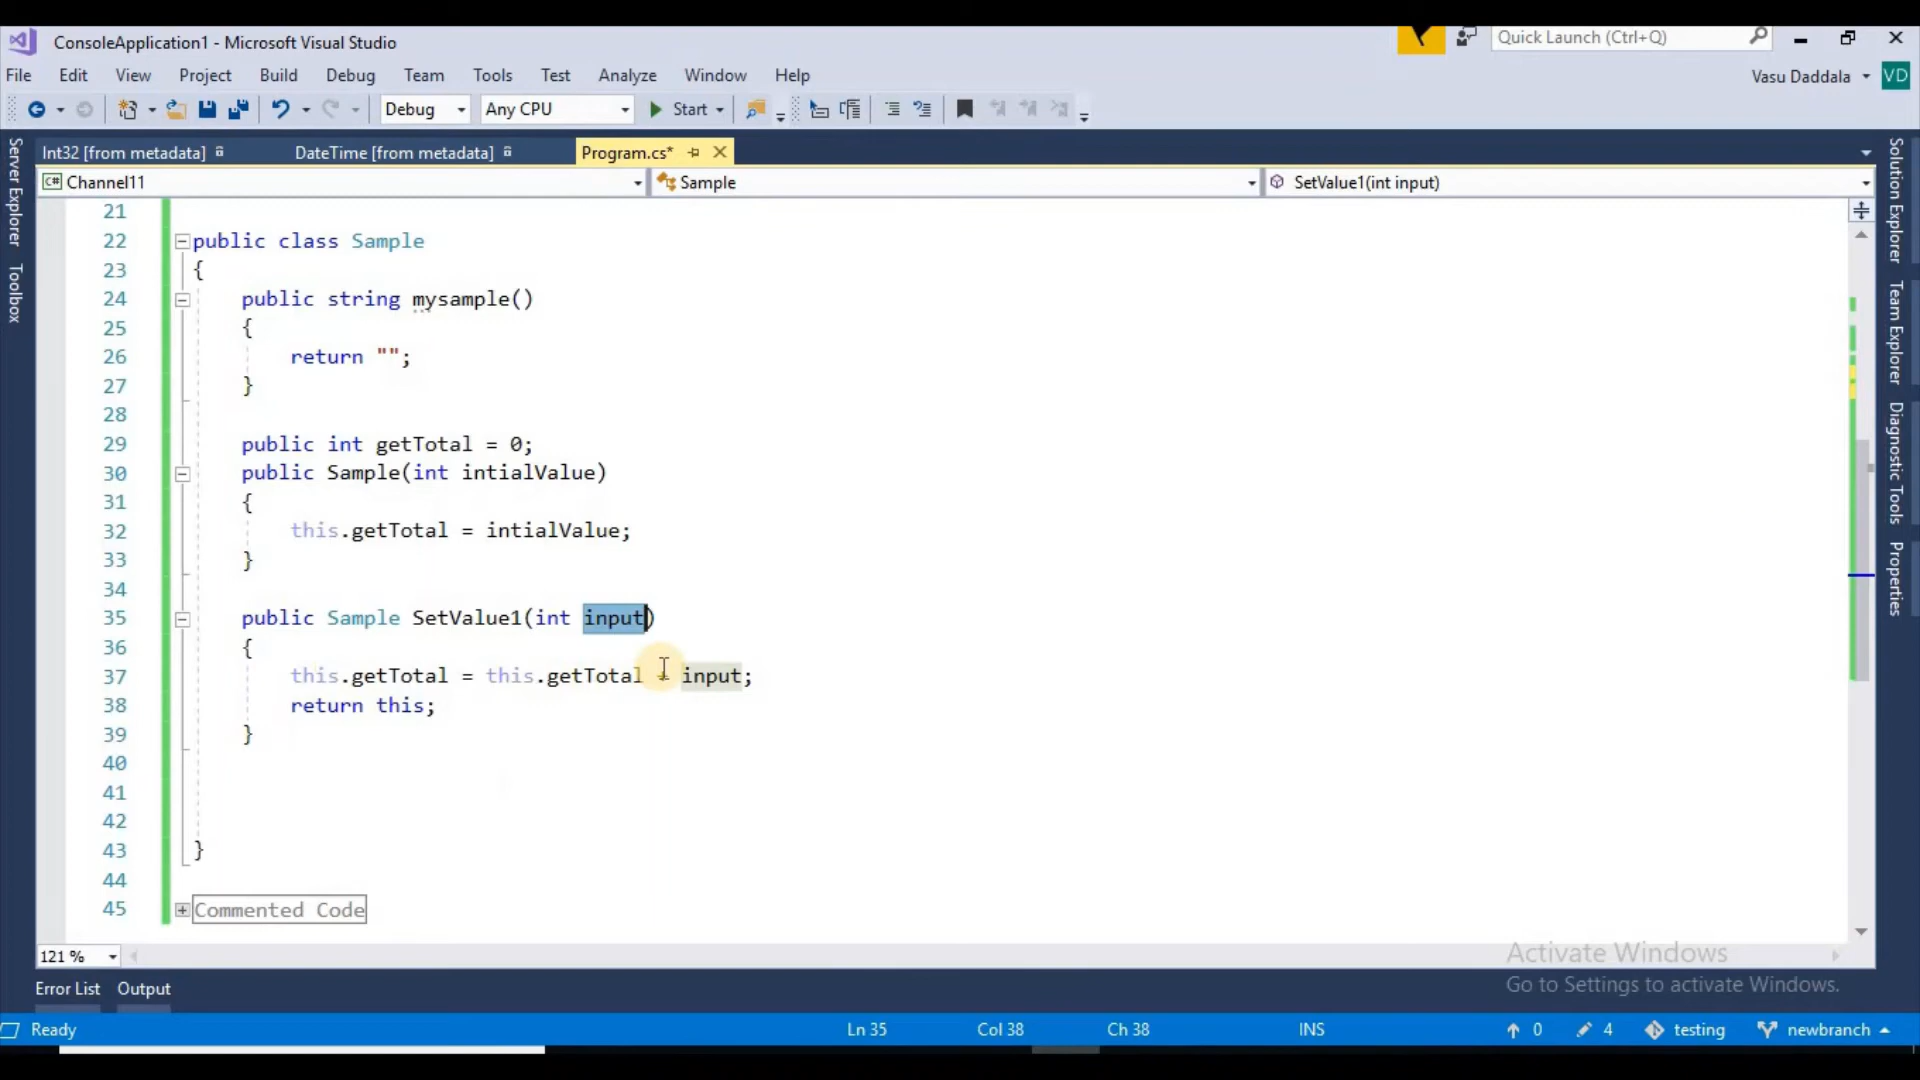 ConsoleApplication1 - Microsoft Visual Studio
Quick Launch (Ctrl+Q)
File Edit View Project Build Debug Team Tools Test Analyze Window Help
Vasu Daddala VD
Debug Any CPU Start
Int32 [from metadata] DateTime [from metadata] Program.cs*
Channel11 Sample SetValue1(int input)
Server Explorer
Toolbox
21
22 public class Sample
23 {
24 public string mysample()
25 {
26 return "";
27 }
28
29 public int getTotal = 0;
30 public Sample(int intialValue)
31 {
32 this.getTotal = intialValue;
33 }
34
35 public Sample SetValue1(int input)
36 {
37 this.getTotal = this.getTotal input;
38 return this;
39 }
40
41
42
43 }
44
45 Commented Code
Solution Explorer
Team Explorer
Diagnostic Tools
Properties
121 %
Activate Windows
Go to Settings to activate Windows.
Error List Output
Ready Ln 35 Col 38 Ch 38 INS 0 4 testing newbranch